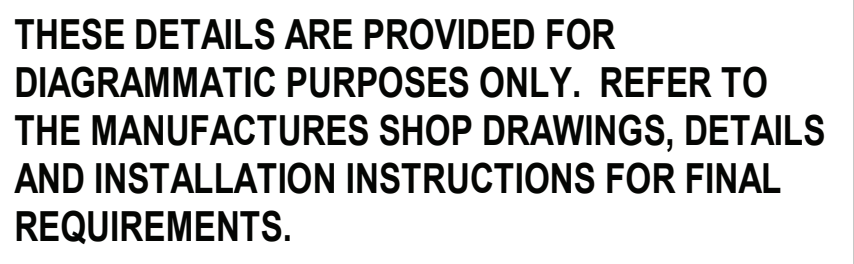 THESE DETAILS ARE PROVIDED FOR
DIAGRAMMATIC PURPOSES ONLY.  REFER TO
THE MANUFACTURES SHOP DRAWINGS, DETAILS
AND INSTALLATION INSTRUCTIONS FOR FINAL
REQUIREMENTS.